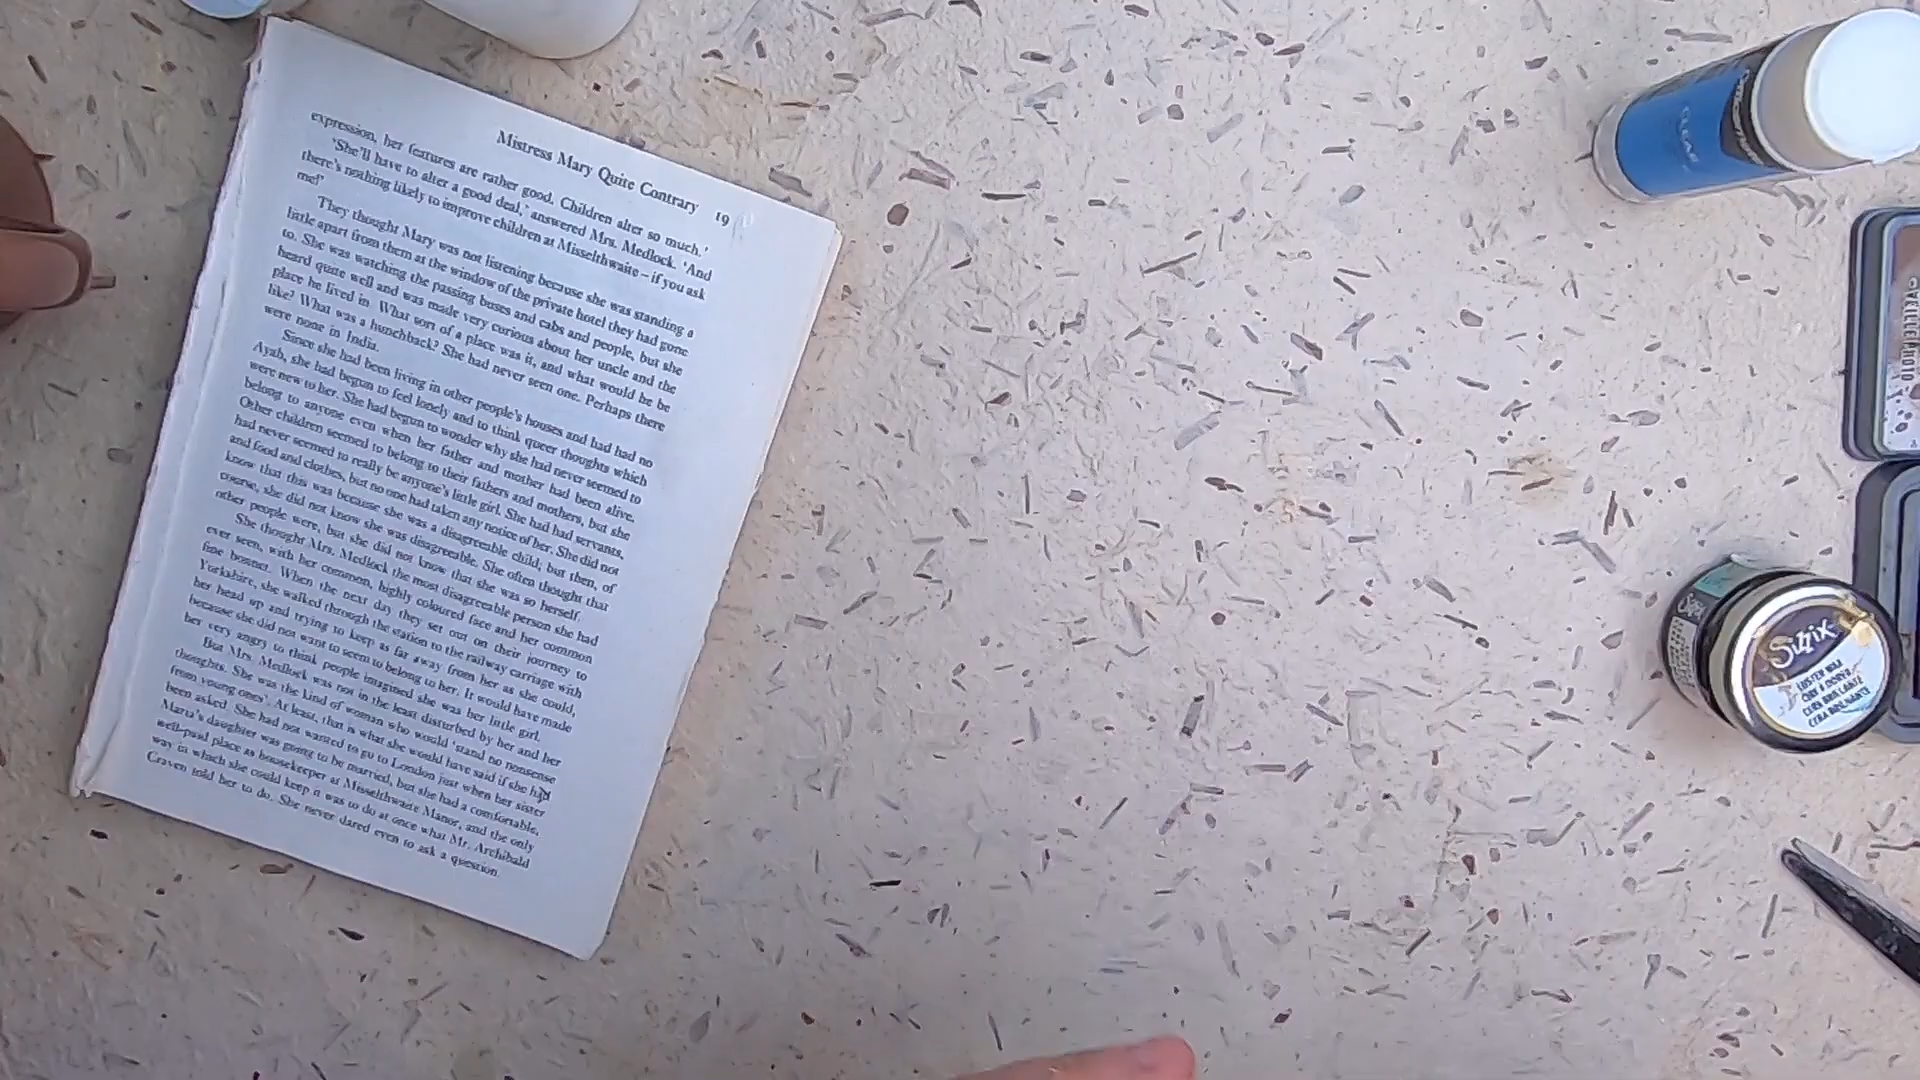 Mistress Mary Quite Contrary 19
expression, her features are rather good. Children alter so much.'
'She'll have to alter a good deal,' answered Mrs. Medlock. 'And
there's nothing likely to improve children at Misselthwaite – if you ask
me!'
They thought Mary was not listening because she was standing a
little apart from them at the window of the private hotel they had gone
to. She was watching the passing buses and cabs and people, but she
heard quite well and was made very curious about her uncle and the
place he lived in. What sort of a place was it, and what would he be
like? What was a hunchback? She had never seen one. Perhaps there
were none in India.
Since she had been living in other people's houses and had had no
Ayah, she had begun to feel lonely and to think queer thoughts which
were new to her. She had begun to wonder why she had never seemed to
belong to anyone even when her father and mother had been alive.
Other children seemed to belong to their fathers and mothers, but she
had never seemed to really be anyone's little girl. She had had servants,
and food and clothes, but no one had taken any notice of her. She did not
know that this was because she was a disagreeable child; but then, of
course, she did not know she was disagreeable. She often thought that
other people were, but she did not know that she was so herself.
She thought Mrs. Medlock the most disagreeable person she had
ever seen, with her common, highly coloured face and her common
fine bonnet. When the next day they set out on their journey to
Yorkshire, she walked through the station to the railway carriage with
her head up and trying to keep as far away from her as she could,
because she did not want to seem to belong to her. It would have made
her very angry to think people imagined she was her little girl.
But Mrs. Medlock was not in the least disturbed by her and her
thoughts. She was the kind of woman who would 'stand no nonsense
from young ones'. At least, that is what she would have said if she had
been asked. She had not wanted to go to London just when her sister
Maria's daughter was going to be married, but she had a comfortable,
well-paid place as housekeeper at Misselthwaite Manor, and the only
way in which she could keep it was to do at once what Mr. Archibald
Craven told her to do. She never dared even to ask a question.
CLEAR
Sizzix
CIRE À DORER
CERA BRILLANTE